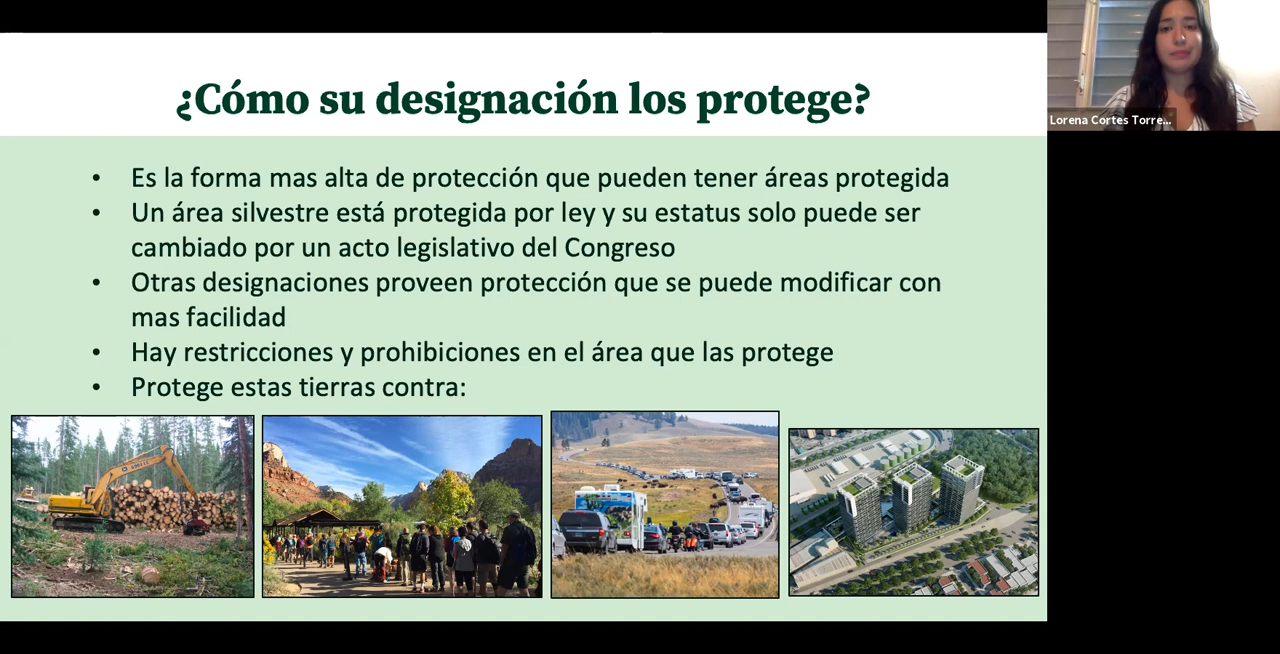 ¿Cómo su designación los protege?
• Es la forma mas alta de protección que pueden tener áreas protegida
• Un área silvestre está protegida por ley y su estatus solo puede ser
cambiado por un acto legislativo del Congreso
• Otras designaciones proveen protección que se puede modificar con
mas facilidad
• Hay restricciones y prohibiciones en el área que las protege
• Protege estas tierras contra:
Lorena Cortes Torre...